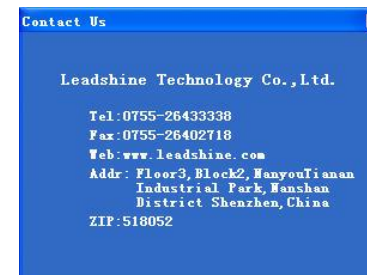 Contact Us
Leadshine Technology Co.,Ltd.
Tel:0755-26433338
Fax:0755-26402718
Web:www.leadshine.com
Addr: Floor3,Block2,NanyouTianan
Industrial Park,Nanshan
District Shenzhen,China
ZIP:518052